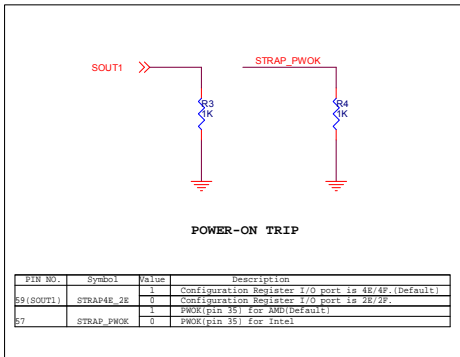 SOUT1
STRAP_PWOK
R3
1K
R4
1K
POWER-ON TRIP
PIN NO. Symbol Value Description
59(SOUT1) STRAP4E_2E 1 Configuration Register I/O port is 4E/4F.(Default)
0 Configuration Register I/O port is 2E/2F.
57 STRAP_PWOK 1 PWOK(pin 35) for AMD(Default)
0 PWOK(pin 35) for Intel